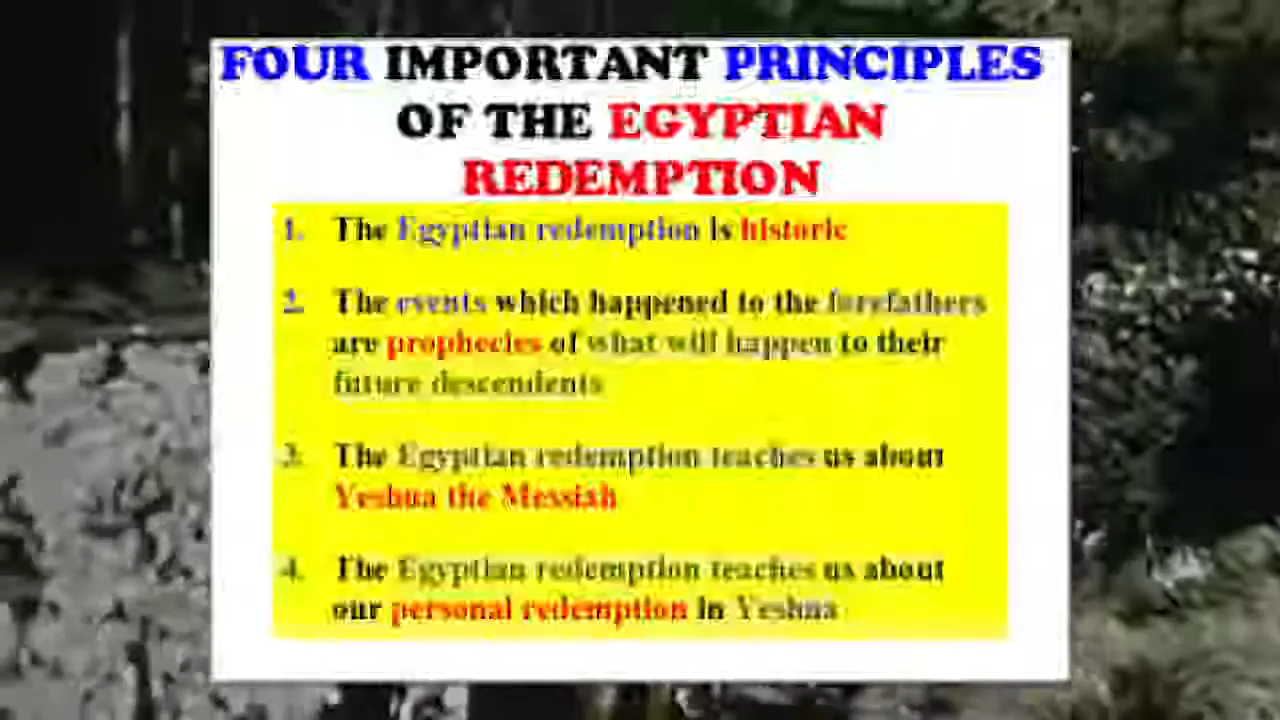 FOUR IMPORTANT PRINCIPLES
OF THE EGYPTIAN
REDEMPTION
1. The Egyptian redemption is historic
2. The events which happened to the forefathers
are prophecies of what will happen to their
future descendents
3. The Egyptian redemption teaches us about
Yeshua the Messiah
4. The Egyptian redemption teaches us about
our personal redemption in Yeshua